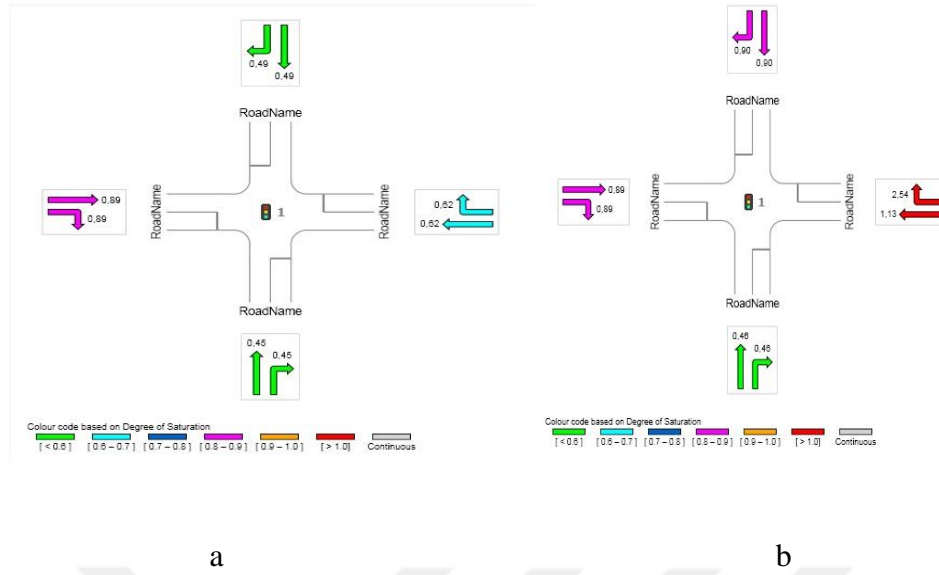 0,49
0,49
RoadName
0,89
0,89
RoadName
1
RoadName
0,62
0,62
RoadName
0,45
0,45
Colour code based on Degree of Saturation
[ < 0.6 ] [ 0.6 – 0.7 ] [ 0.7 – 0.8 ] [ 0.8 – 0.9 ] [ 0.9 – 1.0 ] [ > 1.0 ] Continuous
a
0,90
0,90
RoadName
0,89
0,89
RoadName
1
RoadName
2,54
1,13
RoadName
0,46
0,46
Colour code based on Degree of Saturation
[ < 0.6 ] [ 0.6 – 0.7 ] [ 0.7 – 0.8 ] [ 0.8 – 0.9 ] [ 0.9 – 1.0 ] [ > 1.0 ] Continuous
b